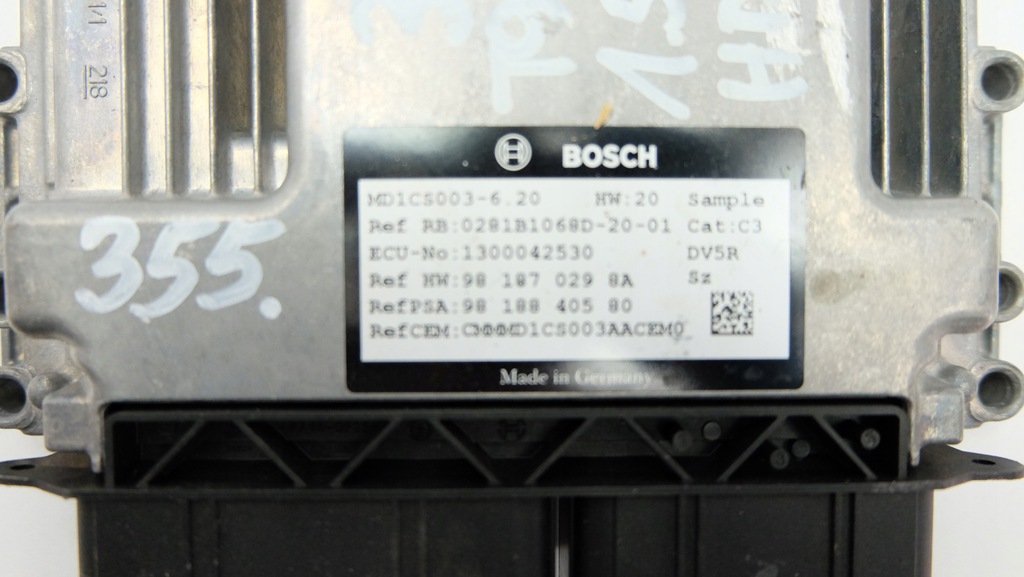 218
355.
BOSCH
MD1CS003-6.20 HW:20 Sample
Ref RB:0281B1068D-20-01 Cat:C3
ECU-No:1300042530 DV5R
Ref HW:98 187 029 8A Sz
RefPSA:98 188 405 80
RefCEM:CMMMD1CS003AACEM0
Made in Germany